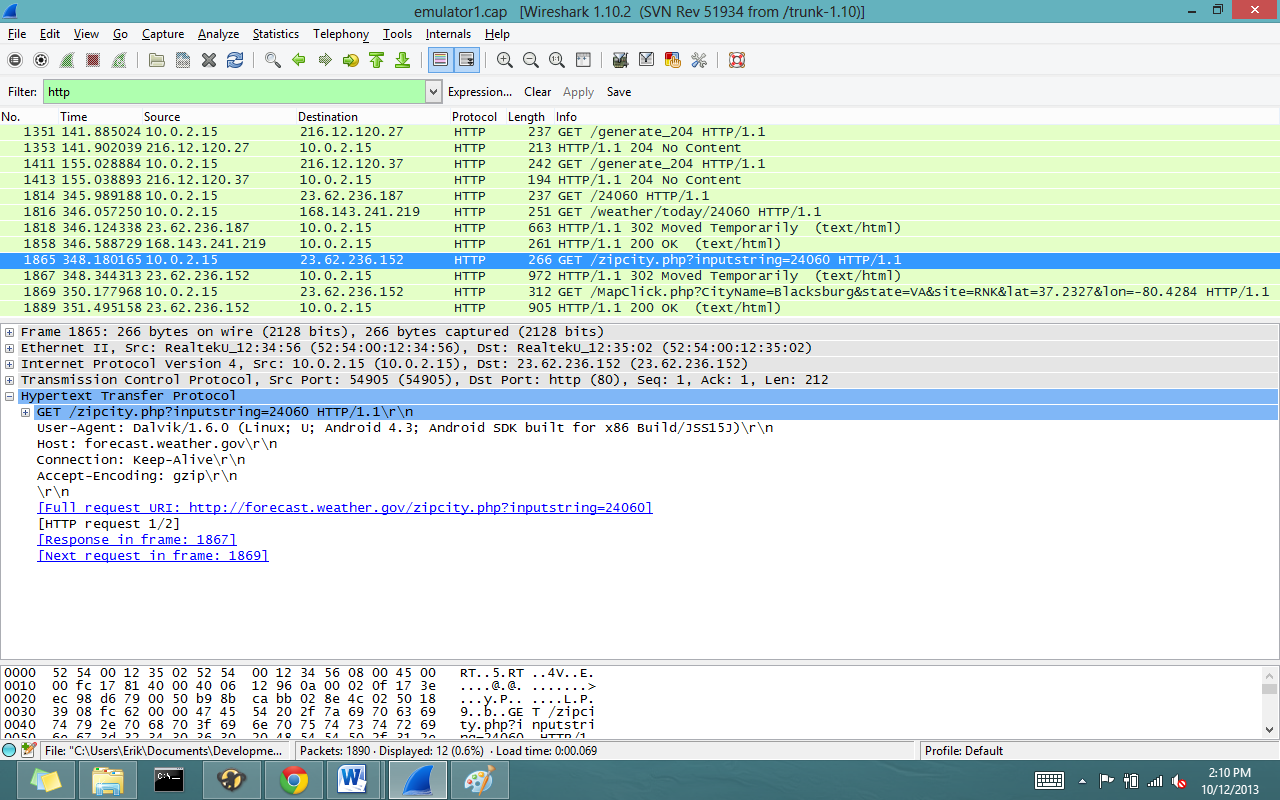 emulator1.cap [Wireshark 1.10.2 (SVN Rev 51934 from /trunk-1.10)]
File Edit View Go Capture Analyze Statistics Telephony Tools Internals Help
Filter: http Expression... Clear Apply Save
No. Time Source Destination Protocol Length Info
1351 141.885024 10.0.2.15 216.12.120.27 HTTP 237 GET /generate_204 HTTP/1.1
1353 141.902039 216.12.120.27 10.0.2.15 HTTP 213 HTTP/1.1 204 No Content
1411 155.028884 10.0.2.15 216.12.120.37 HTTP 242 GET /generate_204 HTTP/1.1
1413 155.038893 216.12.120.37 10.0.2.15 HTTP 194 HTTP/1.1 204 No Content
1814 345.989188 10.0.2.15 23.62.236.187 HTTP 237 GET /24060 HTTP/1.1
1816 346.057250 10.0.2.15 168.143.241.219 HTTP 251 GET /weather/today/24060 HTTP/1.1
1818 346.124338 23.62.236.187 10.0.2.15 HTTP 663 HTTP/1.1 302 Moved Temporarily (text/html)
1858 346.588729 168.143.241.219 10.0.2.15 HTTP 261 HTTP/1.1 200 OK (text/html)
1865 348.180165 10.0.2.15 23.62.236.152 HTTP 266 GET /zipcity.php?inputstring=24060 HTTP/1.1
1867 348.344313 23.62.236.152 10.0.2.15 HTTP 972 HTTP/1.1 302 Moved Temporarily (text/html)
1869 350.177968 10.0.2.15 23.62.236.152 HTTP 312 GET /MapClick.php?CityName=Blacksburg&state=VA&site=RNK&lat=37.2327&lon=-80.4284 HTTP/1.1
1889 351.495158 23.62.236.152 10.0.2.15 HTTP 905 HTTP/1.1 200 OK (text/html)
Frame 1865: 266 bytes on wire (2128 bits), 266 bytes captured (2128 bits)
Ethernet II, Src: RealtekU_12:34:56 (52:54:00:12:34:56), Dst: RealtekU_12:35:02 (52:54:00:12:35:02)
Internet Protocol Version 4, Src: 10.0.2.15 (10.0.2.15), Dst: 23.62.236.152 (23.62.236.152)
Transmission Control Protocol, Src Port: 54905 (54905), Dst Port: http (80), Seq: 1, Ack: 1, Len: 212
Hypertext Transfer Protocol
GET /zipcity.php?inputstring=24060 HTTP/1.1\r\n
User-Agent: Dalvik/1.6.0 (Linux; U; Android 4.3; Android SDK built for x86 Build/JSS15J)\r\n
Host: forecast.weather.gov\r\n
Connection: Keep-Alive\r\n
Accept-Encoding: gzip\r\n
\r\n
[Full request URI: http://forecast.weather.gov/zipcity.php?inputstring=24060]
[HTTP request 1/2]
[Response in frame: 1867]
[Next request in frame: 1869]
0000 52 54 00 12 35 02 52 54 00 12 34 56 08 00 45 00 RT..5.RT ..4V..E.
0010 00 fc 17 81 40 00 40 06 12 96 0a 00 02 0f 17 3e ....@.@. .......>
0020 ec 98 d6 79 00 50 b9 8b ca bb 02 8e 4c 02 50 18 ...y.P.. ....L.P.
0030 39 08 fc 62 00 00 47 45 54 20 2f 7a 69 70 63 69 9..b..GE T /zipci
0040 74 79 2e 70 68 70 3f 69 6e 70 75 74 73 74 72 69 ty.php?i nputstri
0050 6e 67 3d 32 34 30 36 30 20 48 54 54 50 2f 31 2e ng=24060 HTTP/1.
File: "C:\Users\Erik\Documents\Developme... Packets: 1890 · Displayed: 12 (0.6%) · Load time: 0:00.069 Profile: Default
C:\
2:10 PM
10/12/2013